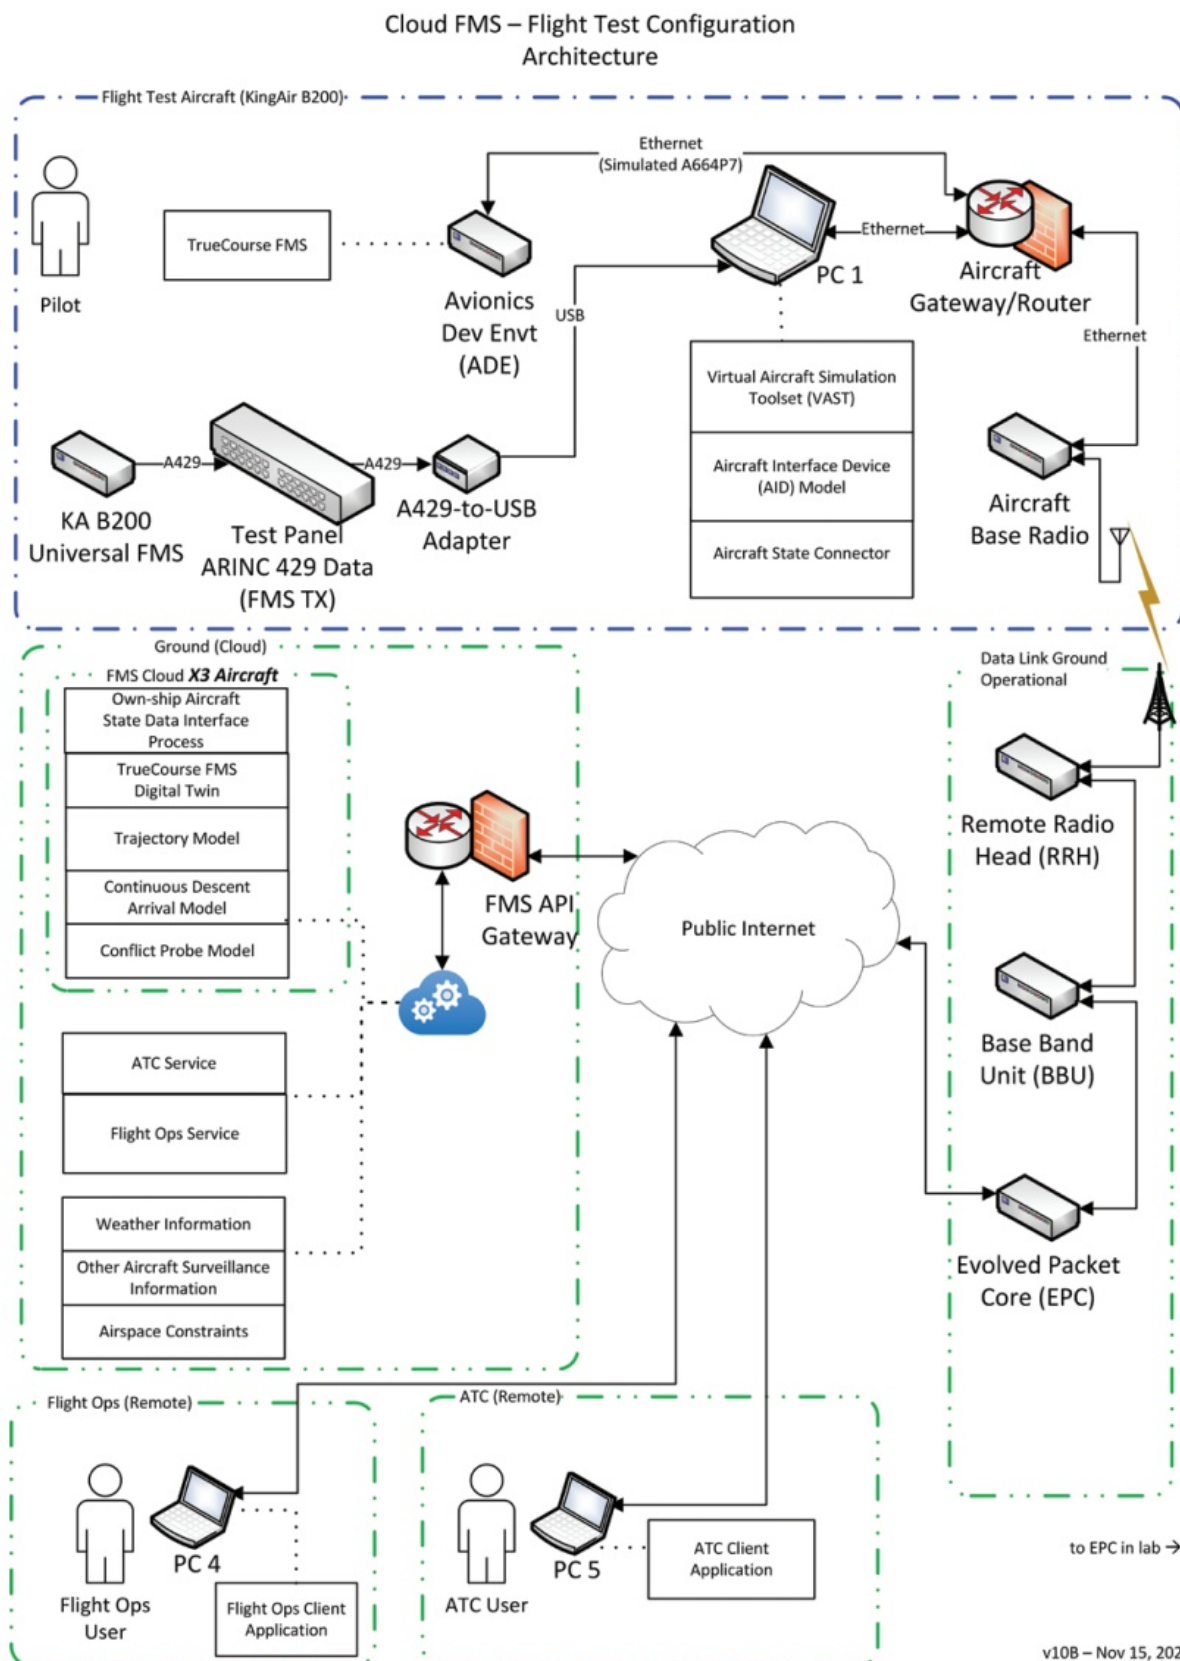 Cloud FMS – Flight Test Configuration
Architecture
Flight Test Aircraft (KingAir B200)
Ethernet
(Simulated A664P7)
TrueCourse FMS
Pilot
Avionics
Dev Envt
(ADE)
USB
PC 1
Ethernet
Aircraft
Gateway/Router
Ethernet
Virtual Aircraft Simulation
Toolset (VAST)
Aircraft Interface Device
(AID) Model
Aircraft State Connector
Aircraft
Base Radio
KA B200
Universal FMS
A429
Test Panel
ARINC 429 Data
(FMS TX)
A429
A429-to-USB
Adapter
Ground (Cloud)
FMS Cloud X3 Aircraft
Own-ship Aircraft
State Data Interface
Process
TrueCourse FMS
Digital Twin
Trajectory Model
Continuous Descent
Arrival Model
Conflict Probe Model
ATC Service
Flight Ops Service
Weather Information
Other Aircraft Surveillance
Information
Airspace Constraints
FMS API
Gateway
Public Internet
Data Link Ground
Operational
Remote Radio
Head (RRH)
Base Band
Unit (BBU)
Evolved Packet
Core (EPC)
Flight Ops (Remote)
Flight Ops
User
PC 4
Flight Ops Client
Application
ATC (Remote)
ATC User
PC 5
ATC Client
Application
to EPC in lab →
v10B – Nov 15, 202